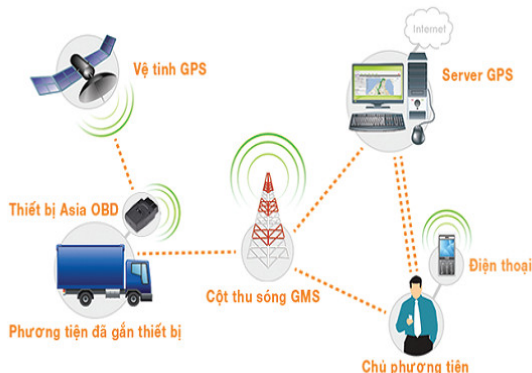 Internet
Vệ tinh GPS
Server GPS
Thiết bị Asia OBD
Điện thoại
Cột thu sóng GMS
Phương tiện đã gắn thiết bị
Chủ phương tiện